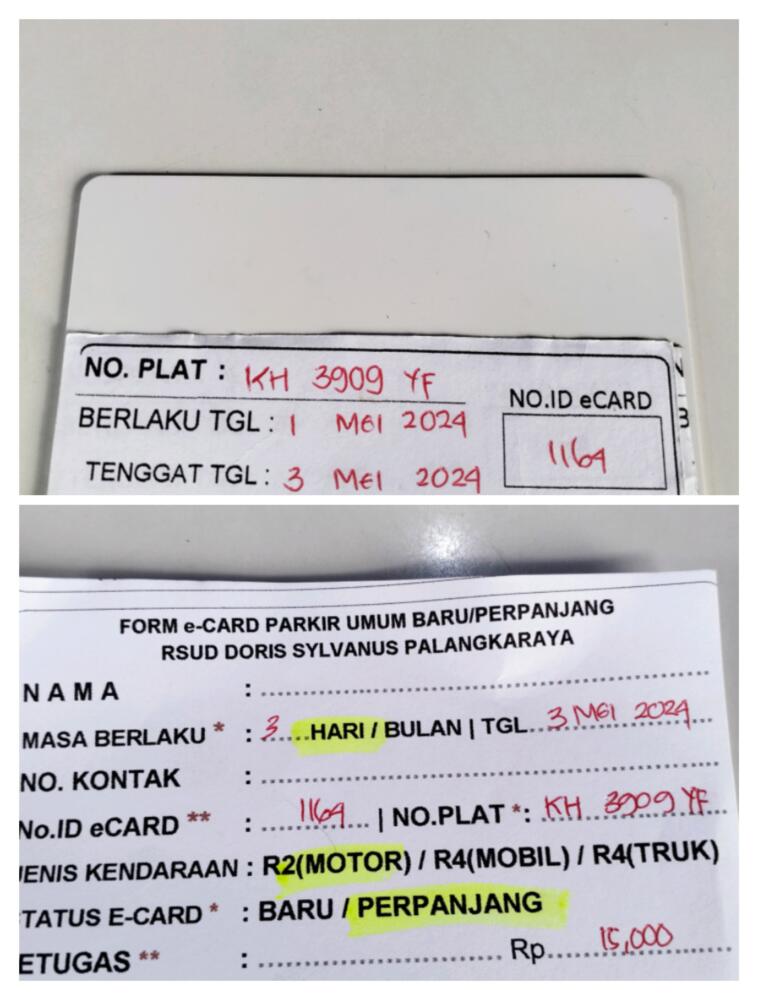 NO. PLAT : KH 3909 YF
NO.ID eCARD
BERLAKU TGL : 1 MEI 2024
1164
TENGGAT TGL : 3 MEI 2024
FORM e-CARD PARKIR UMUM BARU/PERPANJANG
RSUD DORIS SYLVANUS PALANGKARAYA
NAMA :
MASA BERLAKU * : 3 HARI / BULAN | TGL 3 MEI 2024
NO. KONTAK :
No.ID eCARD ** : 1164 | NO.PLAT *: KH 3909 YF
JENIS KENDARAAN : R2(MOTOR) / R4(MOBIL) / R4(TRUK)
TATUS E-CARD * : BARU / PERPANJANG
ETUGAS ** : Rp 15,000